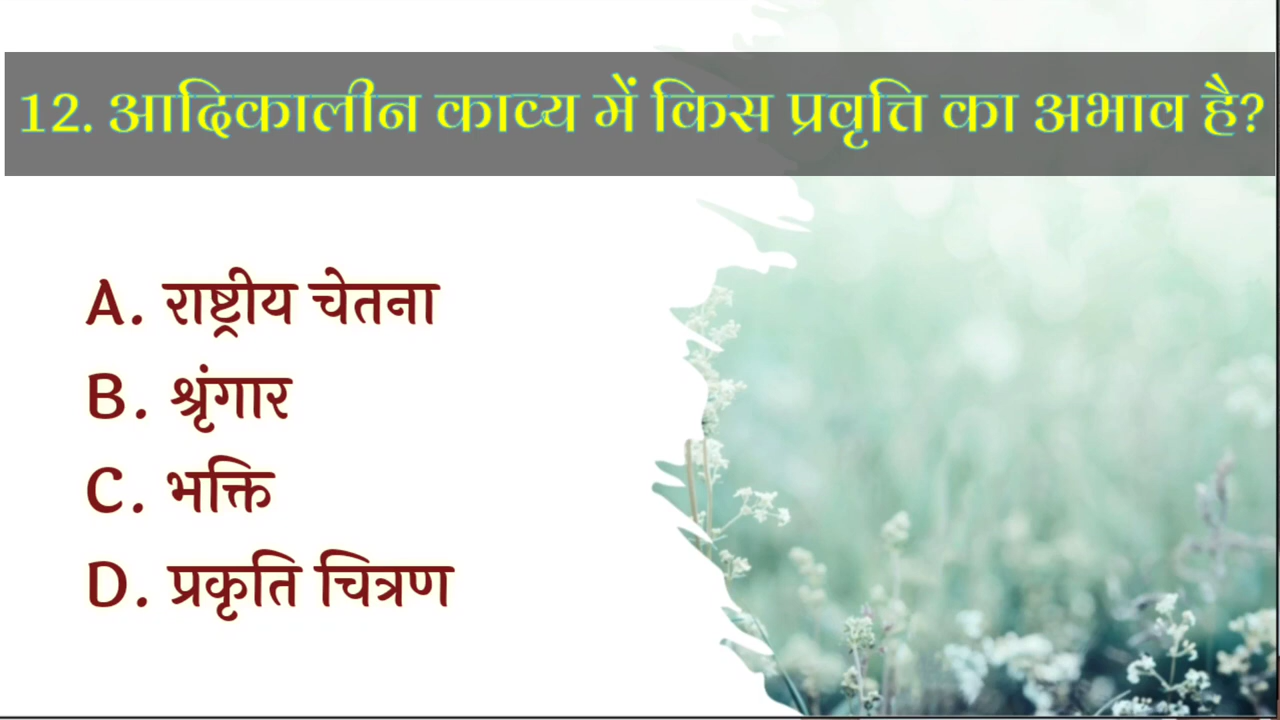 12. आदिकालीन काव्य में किस प्रवृत्ति का अभाव है?
A. राष्ट्रीय चेतना
B. श्रृंगार
C. भक्ति
D. प्रकृति चित्रण